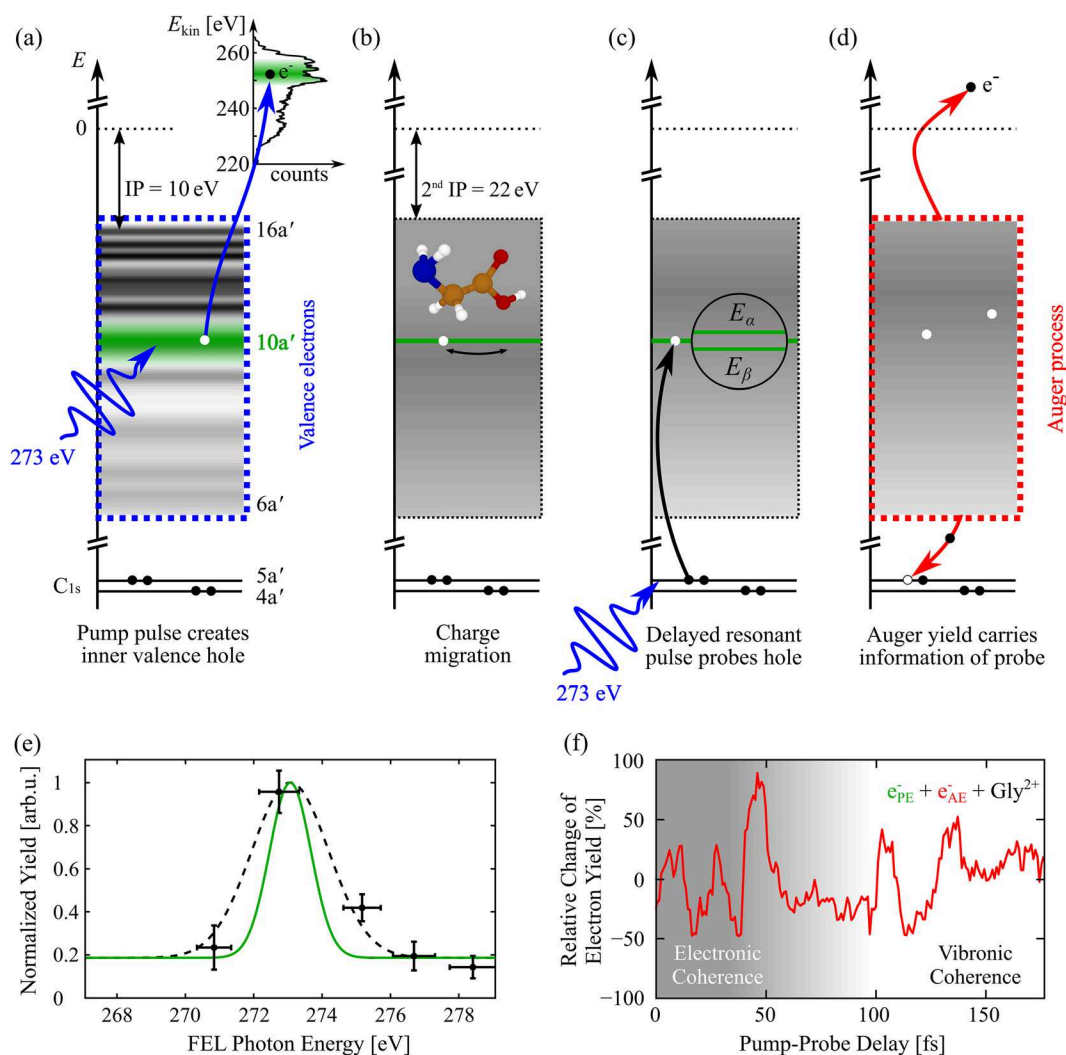 (a)
E_kin [eV]
260
250
e⁻
240
230
220
counts
E
0
IP = 10 eV
16a′
10a′
6a′
Valence electrons
273 eV
C_1s
5a′
4a′
Pump pulse creates
inner valence hole
(b)
2nd IP = 22 eV
Charge
migration
(c)
E_α
E_β
273 eV
Delayed resonant
pulse probes hole
(d)
e⁻
Auger process
Auger yield carries
information of probe
(e)
Normalized Yield [arb.u.]
1
0.8
0.6
0.4
0.2
0
268 270 272 274 276 278
FEL Photon Energy [eV]
(f)
Relative Change of
Electron Yield [%]
100
50
0
−50
−100
e⁻_PE + e⁻_AE + Gly²⁺
Electronic
Coherence
Vibronic
Coherence
0 50 100 150
Pump-Probe Delay [fs]